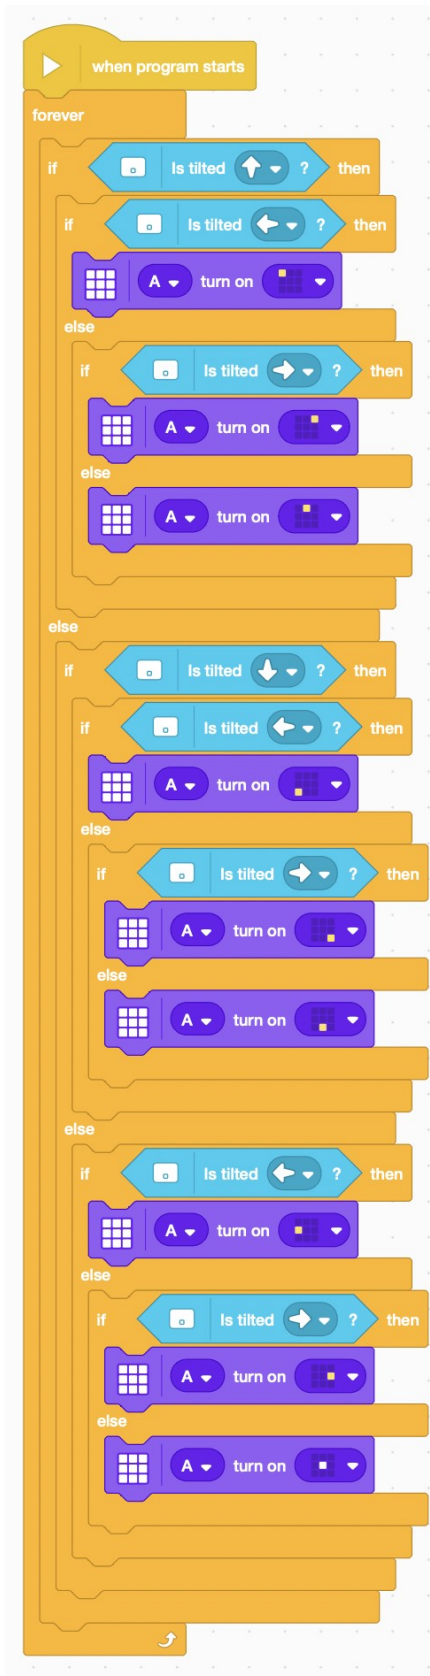 when program starts
forever
if Is tilted ? then
if Is tilted ? then
A turn on
else
if Is tilted ? then
A turn on
else
A turn on
else
if Is tilted ? then
if Is tilted ? then
A turn on
else
if Is tilted ? then
A turn on
else
A turn on
else
if Is tilted ? then
A turn on
else
if Is tilted ? then
A turn on
else
A turn on